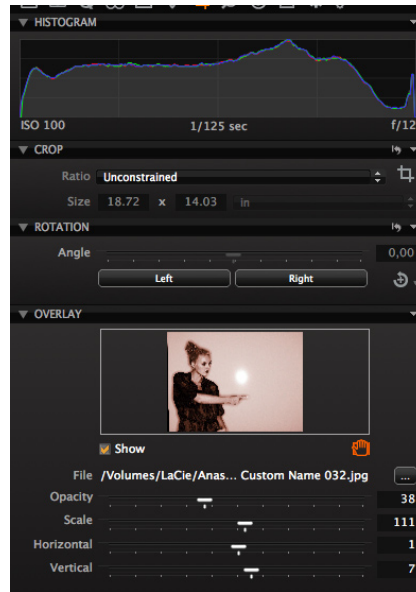 HISTOGRAM
ISO 100 1/125 sec f/12
CROP
Ratio Unconstrained
Size 18.72 x 14.03 in
ROTATION
Angle 0,00
Left Right
OVERLAY
Show
File /Volumes/LaCie/Anas... Custom Name 032.jpg ...
Opacity 38
Scale 111
Horizontal 1
Vertical 7